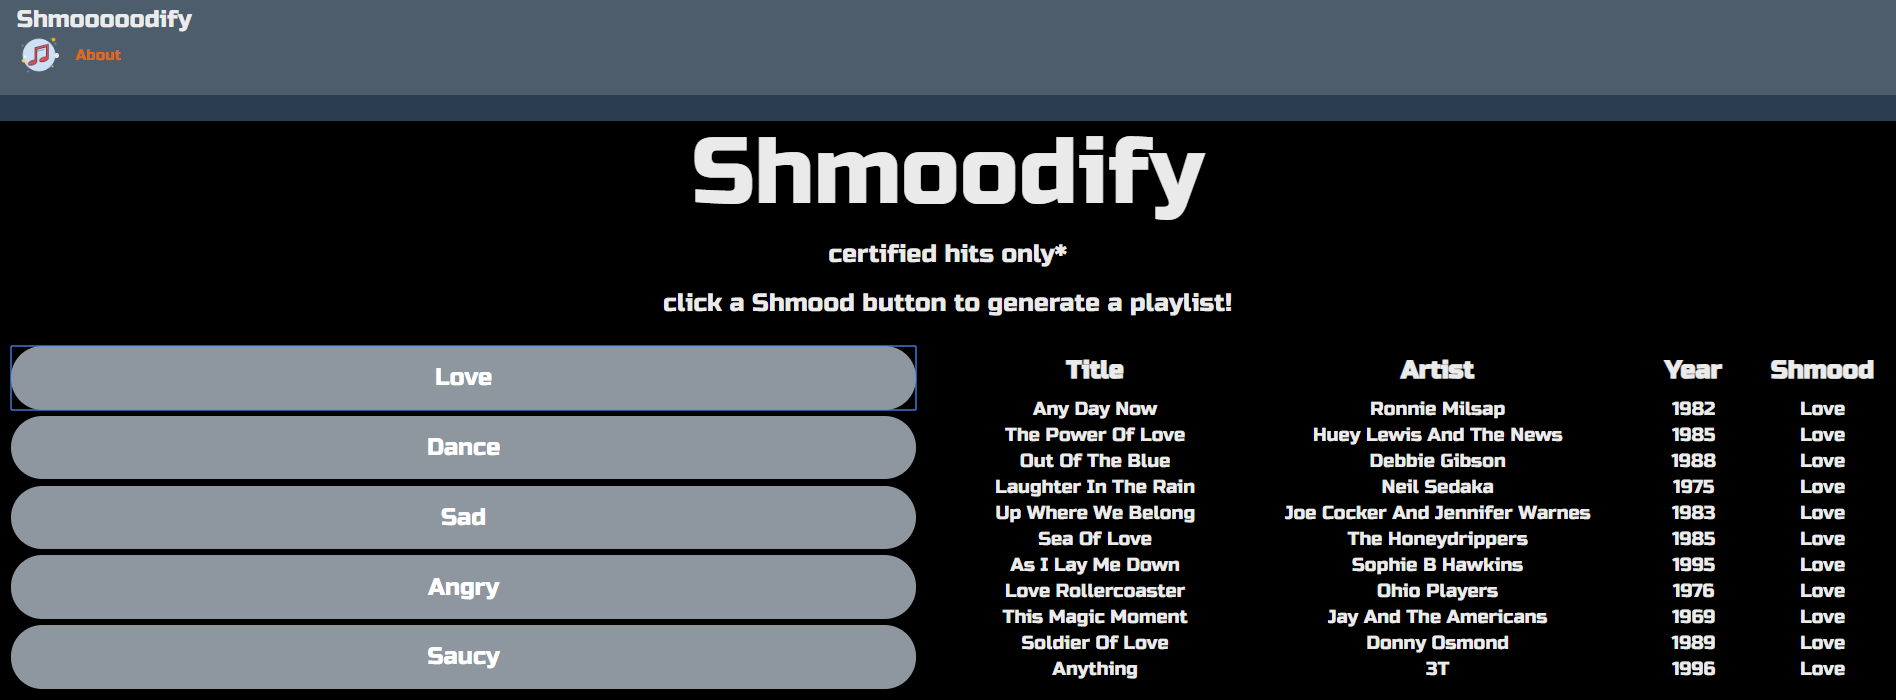 Shmooooodify
About
Shmoodify
certified hits only*
click a Shmood button to generate a playlist!
Love
Dance
Sad
Angry
Saucy
Title Artist Year Shmood
Any Day Now Ronnie Milsap 1982 Love
The Power Of Love Huey Lewis And The News 1985 Love
Out Of The Blue Debbie Gibson 1988 Love
Laughter In The Rain Neil Sedaka 1975 Love
Up Where We Belong Joe Cocker And Jennifer Warnes 1983 Love
Sea Of Love The Honeydrippers 1985 Love
As I Lay Me Down Sophie B Hawkins 1995 Love
Love Rollercoaster Ohio Players 1976 Love
This Magic Moment Jay And The Americans 1969 Love
Soldier Of Love Donny Osmond 1989 Love
Anything 3T 1996 Love